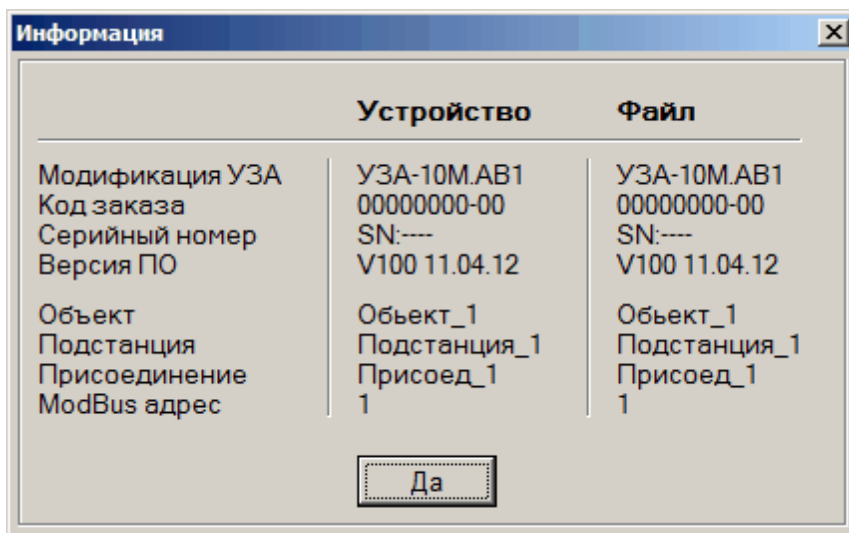 Информация
Устройство Файл
Модификация УЗА УЗА-10М.АВ1 УЗА-10М.АВ1
Код заказа 00000000-00 00000000-00
Серийный номер SN:---- SN:----
Версия ПО V100 11.04.12 V100 11.04.12
Объект Обьект_1 Обьект_1
Подстанция Подстанция_1 Подстанция_1
Присоединение Присоед_1 Присоед_1
ModBus адрес 1 1
Да